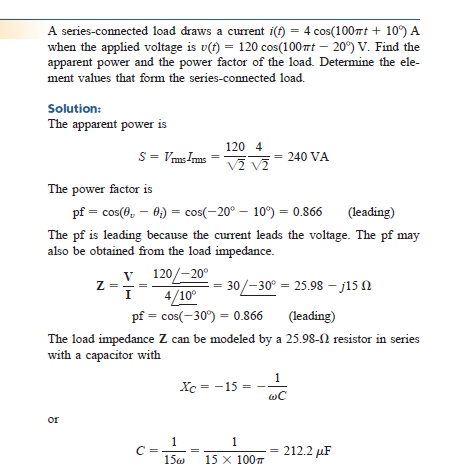 A series-connected load draws a current i(t) = 4 cos(100πt + 10°) A
when the applied voltage is v(t) = 120 cos(100πt − 20°) V. Find the
apparent power and the power factor of the load. Determine the ele-
ment values that form the series-connected load.
Solution:
The apparent power is
S = Vrms Irms = 120/√2 4/√2 = 240 VA
The power factor is
pf = cos(θv − θi) = cos(−20° − 10°) = 0.866 (leading)
The pf is leading because the current leads the voltage. The pf may
also be obtained from the load impedance.
Z = V/I = 120∠−20° / 4∠10° = 30∠−30° = 25.98 − j15 Ω
pf = cos(−30°) = 0.866 (leading)
The load impedance Z can be modeled by a 25.98-Ω resistor in series
with a capacitor with
XC = −15 = −1/ωC
or
C = 1/15ω = 1/15 × 100π = 212.2 μF